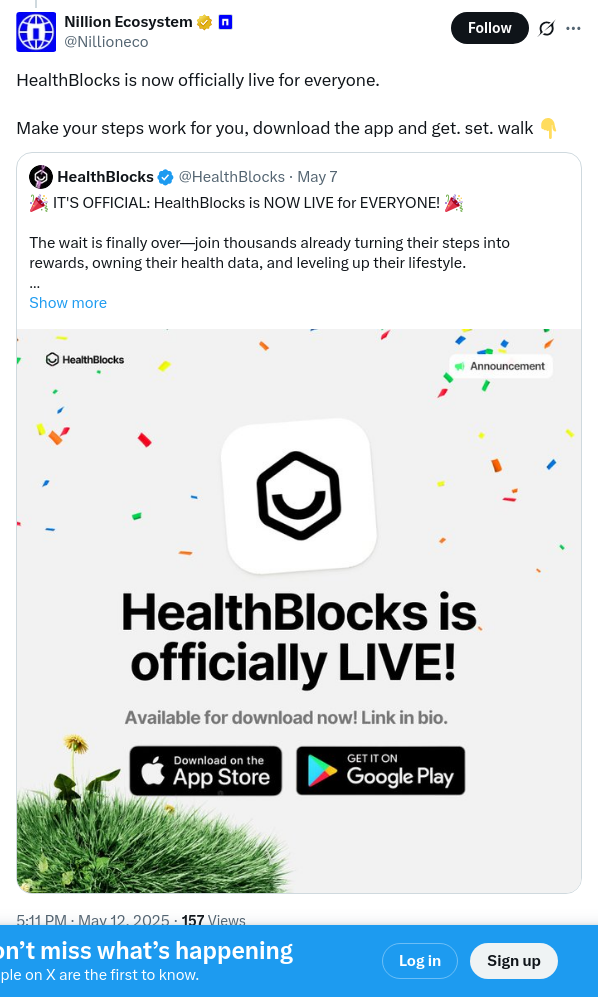 Nillion Ecosystem
@Nillioneco
Follow
HealthBlocks is now officially live for everyone.
Make your steps work for you, download the app and get. set. walk 👇
HealthBlocks @HealthBlocks · May 7
🎉 IT'S OFFICIAL: HealthBlocks is NOW LIVE for EVERYONE! 🎉
The wait is finally over—join thousands already turning their steps into
rewards, owning their health data, and leveling up their lifestyle.
...
Show more
HealthBlocks
Announcement
HealthBlocks is
officially LIVE!
Available for download now! Link in bio.
Download on the
App Store
GET IT ON
Google Play
5:11 PM · May 12, 2025 · 157 Views
on't miss what's happening
ple on X are the first to know.
Log in
Sign up